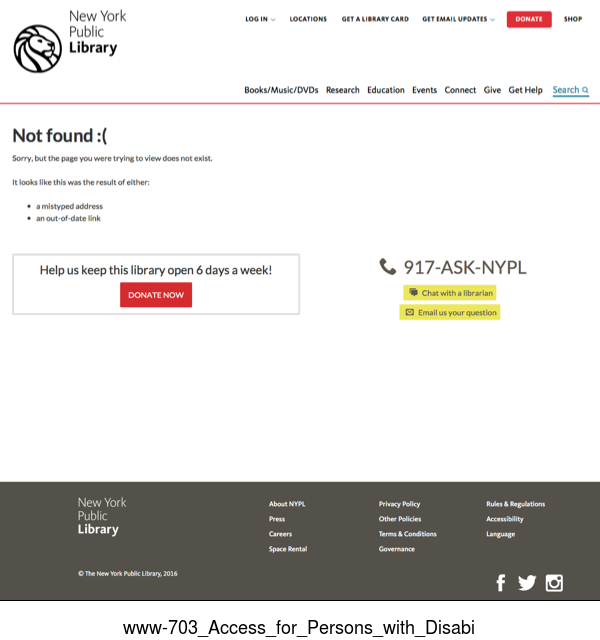 New York
Public
Library
LOG IN
LOCATIONS
GET A LIBRARY CARD
GET EMAIL UPDATES
DONATE
SHOP
Books/Music/DVDs
Research
Education
Events
Connect
Give
Get Help
Search
Not found :(
Sorry, but the page you were trying to view does not exist.
It looks like this was the result of either:
• a mistyped address
• an out-of-date link
Help us keep this library open 6 days a week!
DONATE NOW
917-ASK-NYPL
Chat with a librarian
Email us your question
New York
Public
Library
About NYPL
Press
Careers
Space Rental
Privacy Policy
Other Policies
Terms & Conditions
Governance
Rules & Regulations
Accessibility
Language
© The New York Public Library, 2016
www-703_Access_for_Persons_with_Disabi